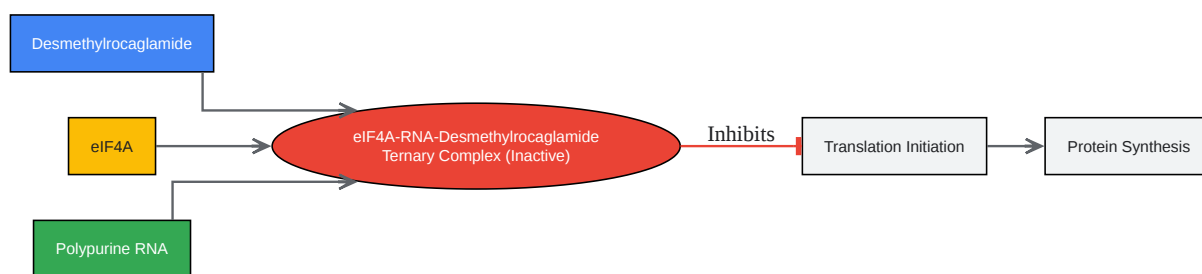 Desmethylrocaglamide
eIF4A
Polypurine RNA
eIF4A-RNA-Desmethylrocaglamide
Ternary Complex (Inactive)
Inhibits
Translation Initiation
Protein Synthesis